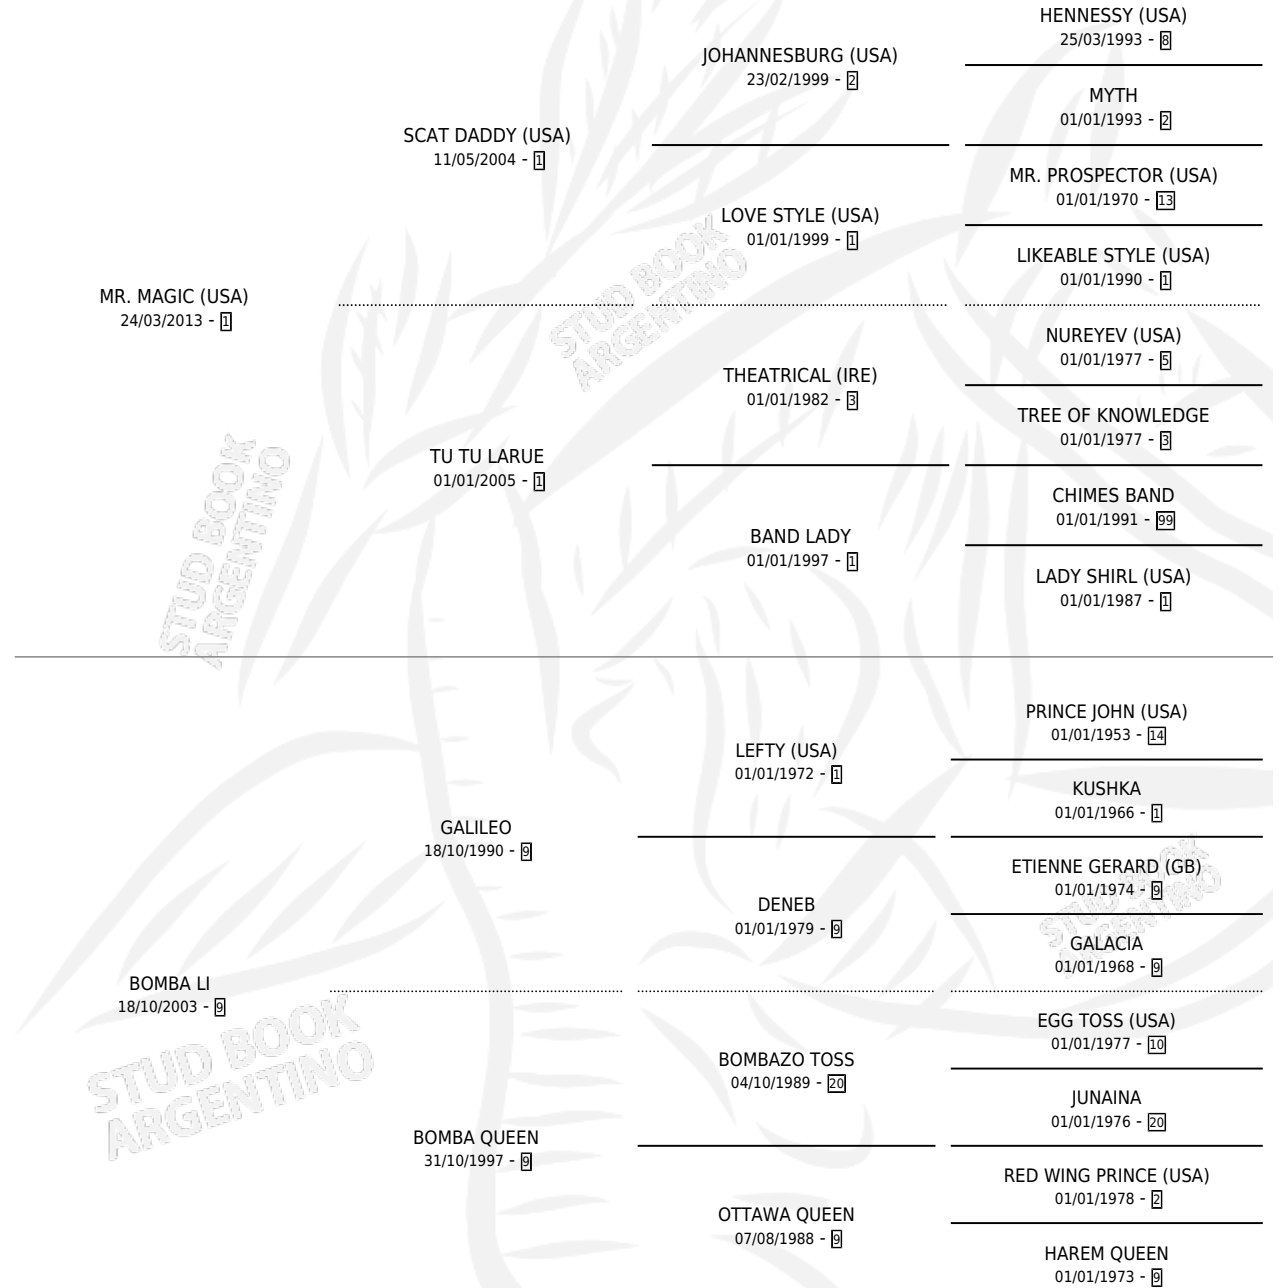 HENNESSY (USA)
25/03/1993 - 8
JOHANNESBURG (USA)
23/02/1999 - 2
MYTH
01/01/1993 - 2
SCAT DADDY (USA)
11/05/2004 - 1
MR. PROSPECTOR (USA)
01/01/1970 - 13
LOVE STYLE (USA)
01/01/1999 - 1
LIKEABLE STYLE (USA)
01/01/1990 - 1
MR. MAGIC (USA)
24/03/2013 - 1
NUREYEV (USA)
01/01/1977 - 5
THEATRICAL (IRE)
01/01/1982 - 3
TREE OF KNOWLEDGE
01/01/1977 - 3
TU TU LARUE
01/01/2005 - 1
CHIMES BAND
01/01/1991 - 99
BAND LADY
01/01/1997 - 1
LADY SHIRL (USA)
01/01/1987 - 1
STUD BOOK
ARGENTINO
STUD BOOK
ARGENTINO
PRINCE JOHN (USA)
01/01/1953 - 14
LEFTY (USA)
01/01/1972 - 1
KUSHKA
01/01/1966 - 1
GALILEO
18/10/1990 - 9
ETIENNE GERARD (GB)
01/01/1974 - 9
DENEB
01/01/1979 - 9
GALACIA
01/01/1968 - 9
STUD BOOK
ARGENTINO
BOMBA LI
18/10/2003 - 9
EGG TOSS (USA)
01/01/1977 - 10
BOMBAZO TOSS
04/10/1989 - 20
JUNAINA
01/01/1976 - 20
STUD BOOK
ARGENTINO
BOMBA QUEEN
31/10/1997 - 9
RED WING PRINCE (USA)
01/01/1978 - 2
OTTAWA QUEEN
07/08/1988 - 9
HAREM QUEEN
01/01/1973 - 9